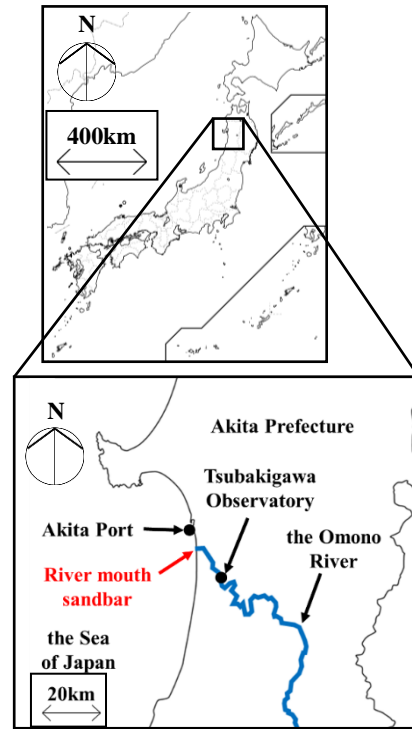 N
400km
N
Akita Prefecture
Tsubakigawa
Observatory
Akita Port
the Omono
River
River mouth
sandbar
the Sea
of Japan
20km